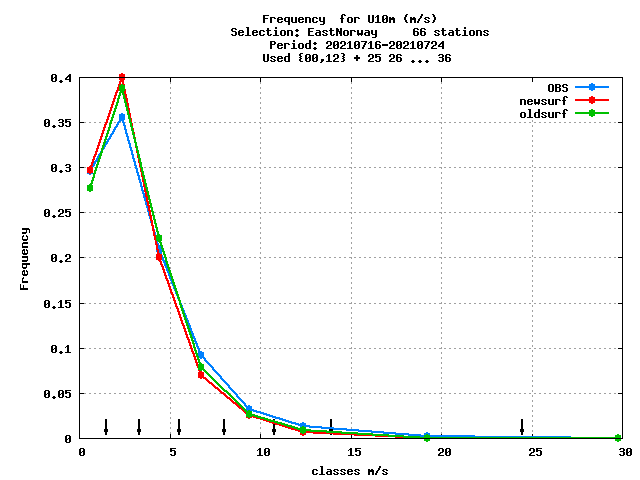 Frequency  for U10m (m/s)
Selection: EastNorway     66 stations
Period: 20210716-20210724
Used {00,12} + 25 26 ... 36
OBS
newsurf
oldsurf
0.4
0.35
0.3
0.25
0.2
0.15
0.1
0.05
0
Frequency
0 5 10 15 20 25 30
classes m/s